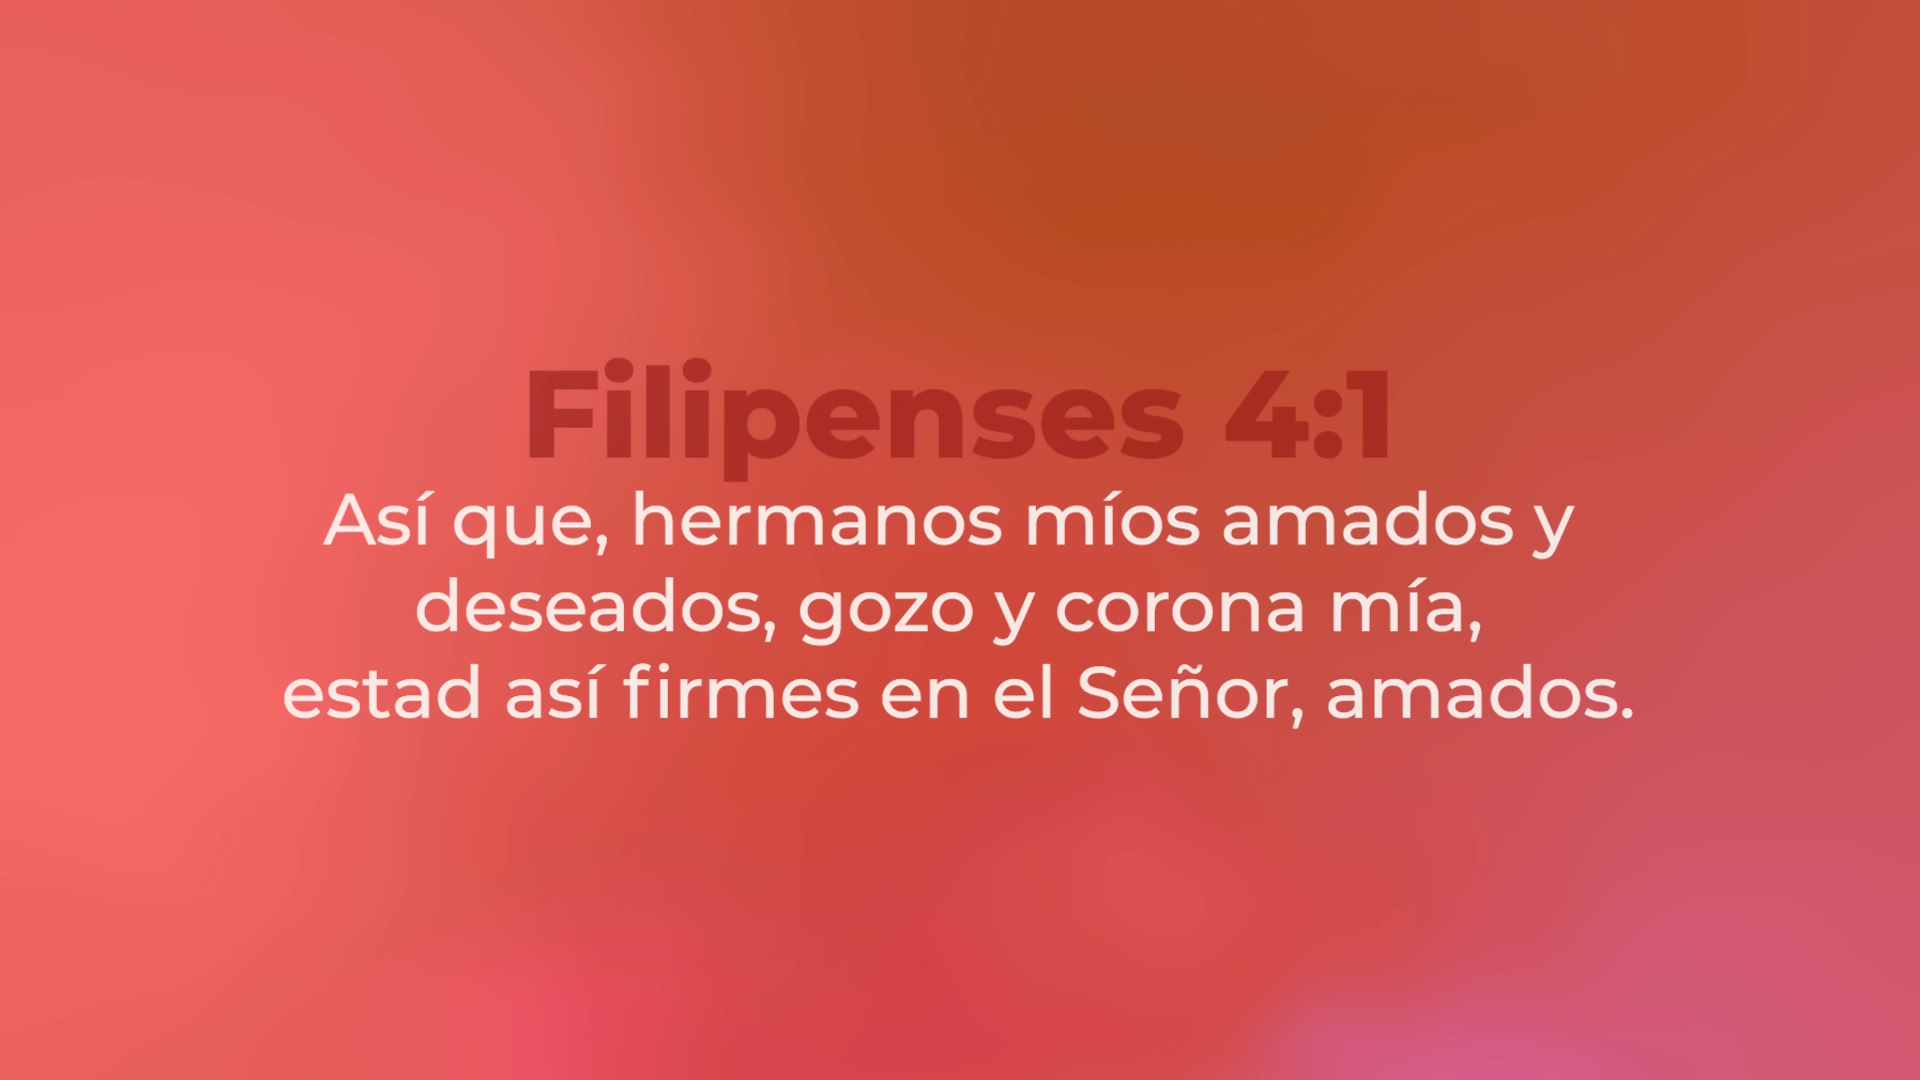 Filipenses 4:1
Así que, hermanos míos amados y
deseados, gozo y corona mía,
estad así firmes en el Señor, amados.